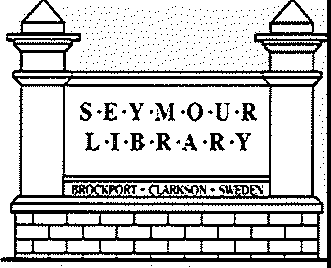 S·E·Y·M·O·U·R
L·I·B·R·A·R·Y
BROCKPORT - CLARKSON - SWEDEN